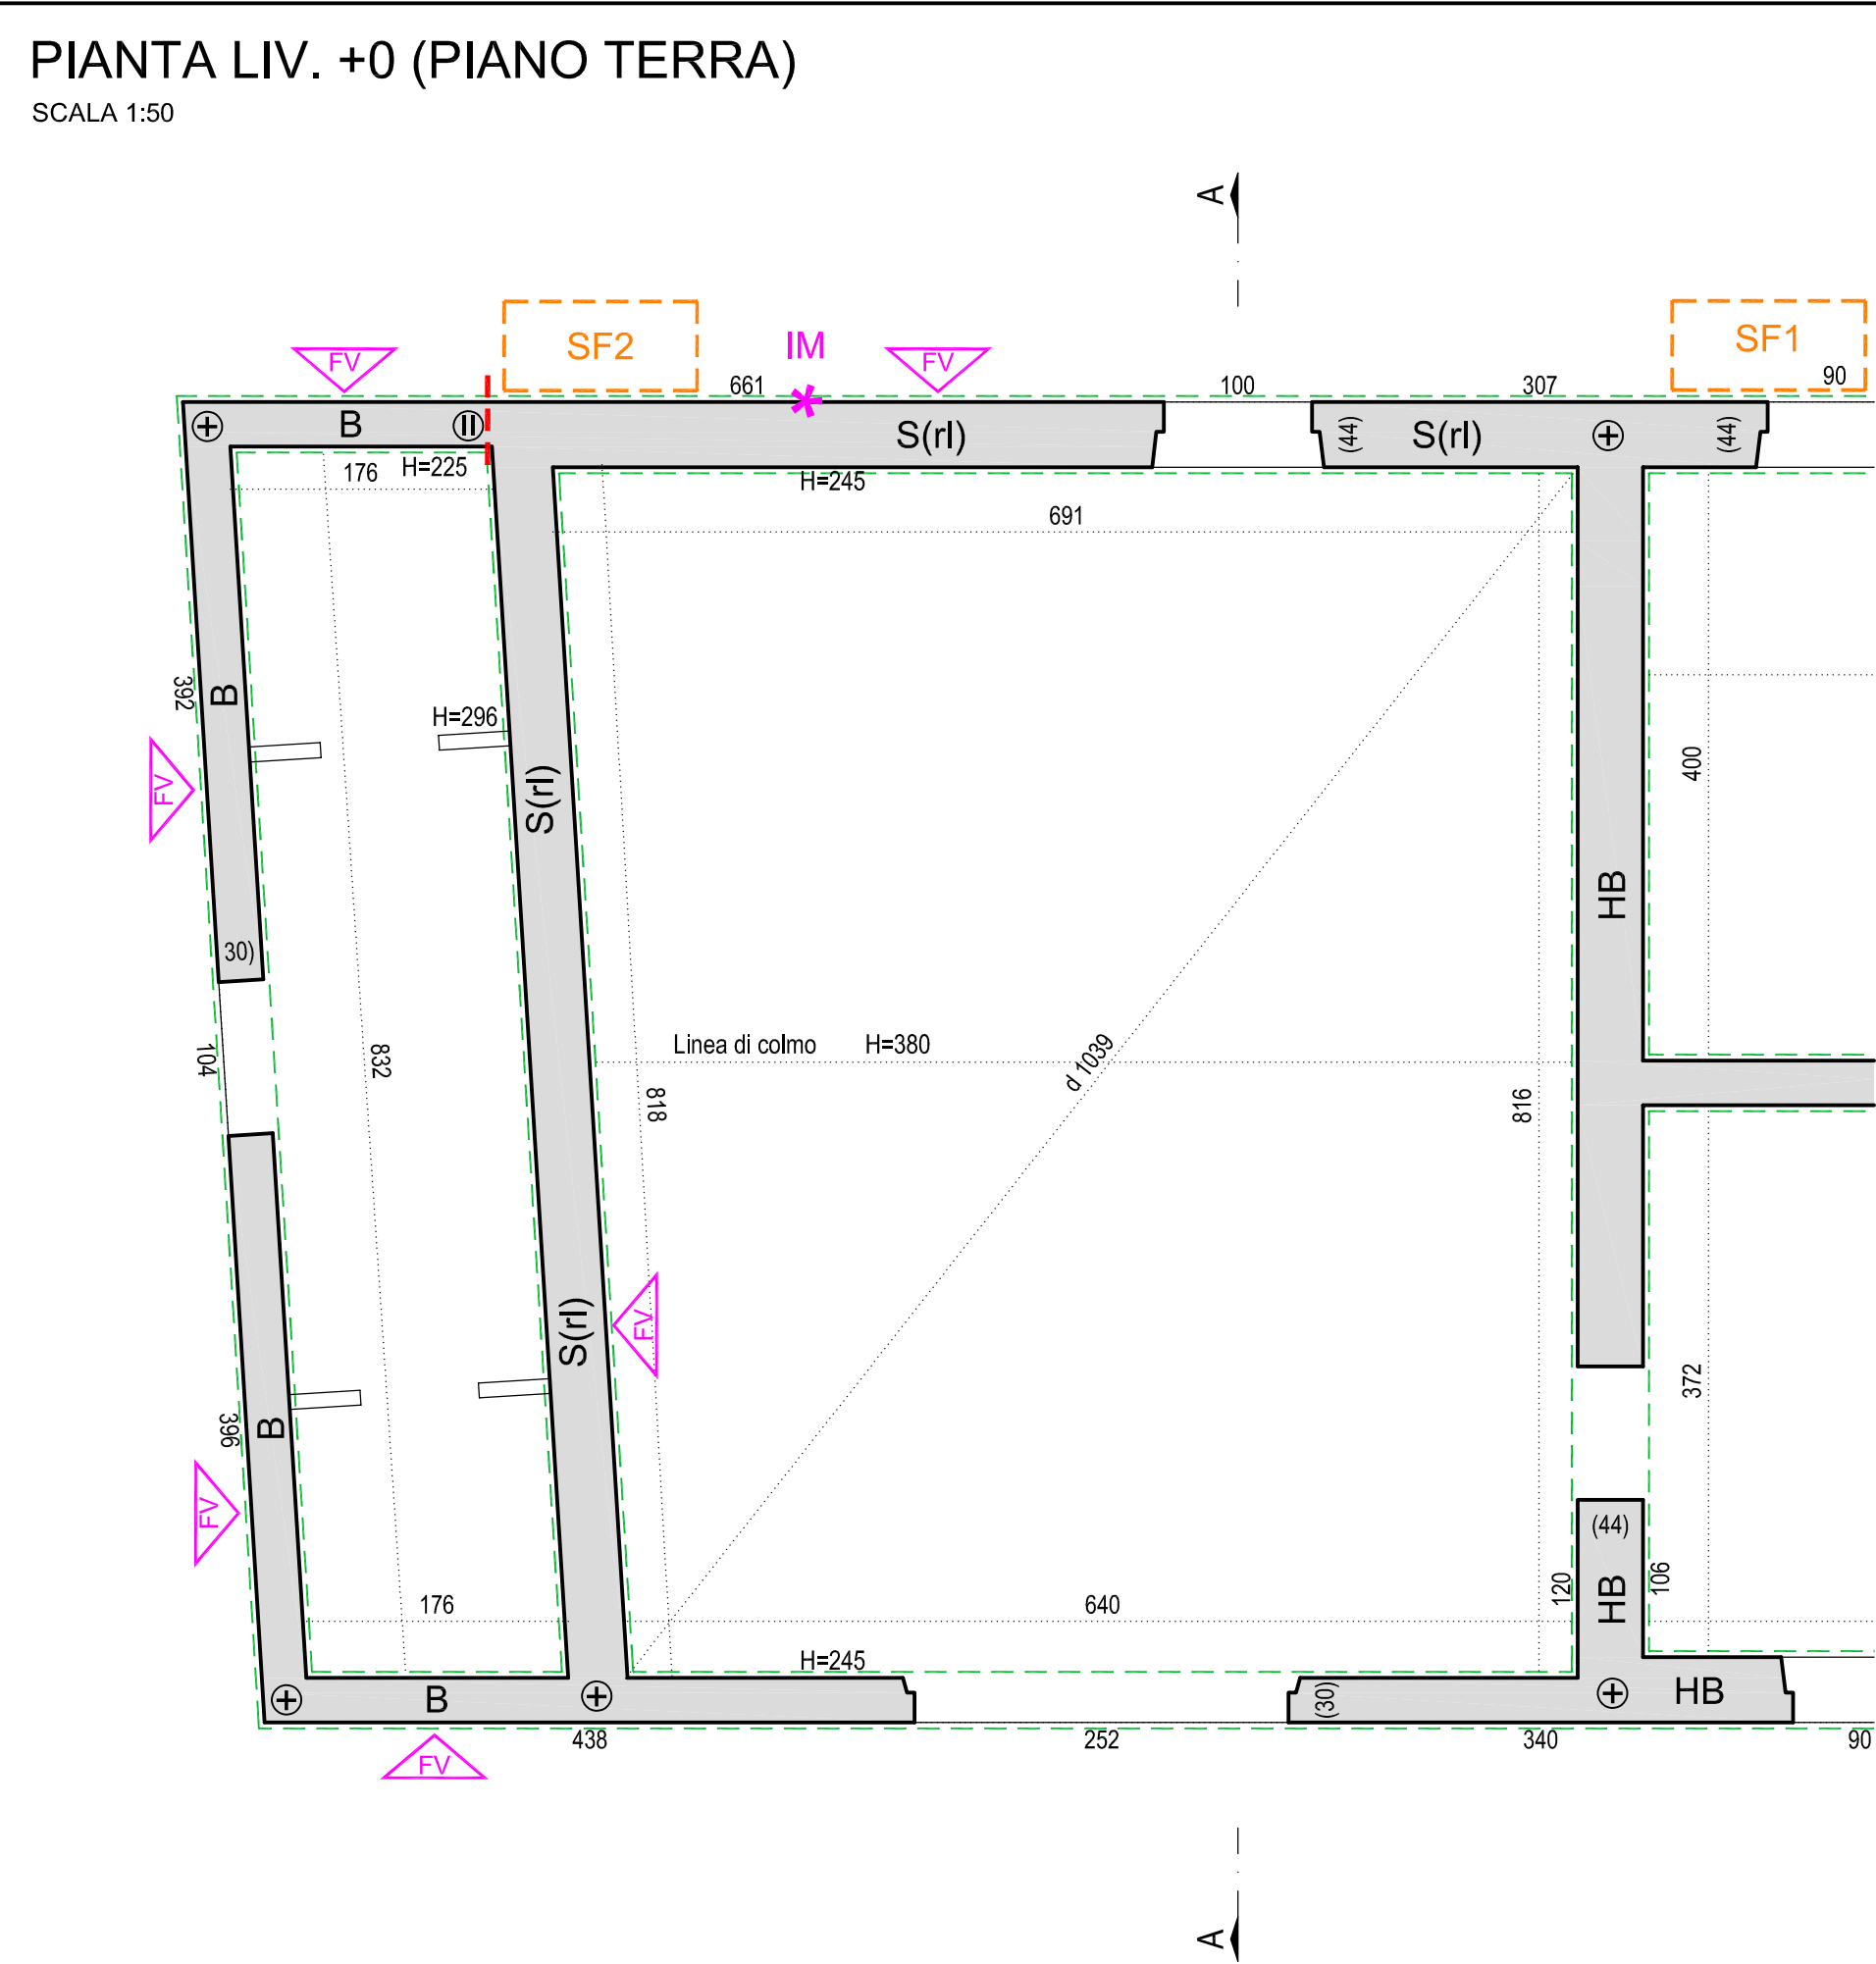 PIANTA LIV. +0 (PIANO TERRA)
SCALA 1:50
A
SF2
IM
SF1
FV
FV
661
100
307
90
B
S(rl)
(44)
S(rl)
(44)
176
H=225
H=245
691
392
B
H=296
S(rl)
FV
400
HB
30)
104
832
Linea di colmo
H=380
d 1039
818
816
S(rl)
FV
372
396
B
FV
(44)
120
HB
106
176
640
H=245
B
(30)
HB
438
252
340
90
FV
A